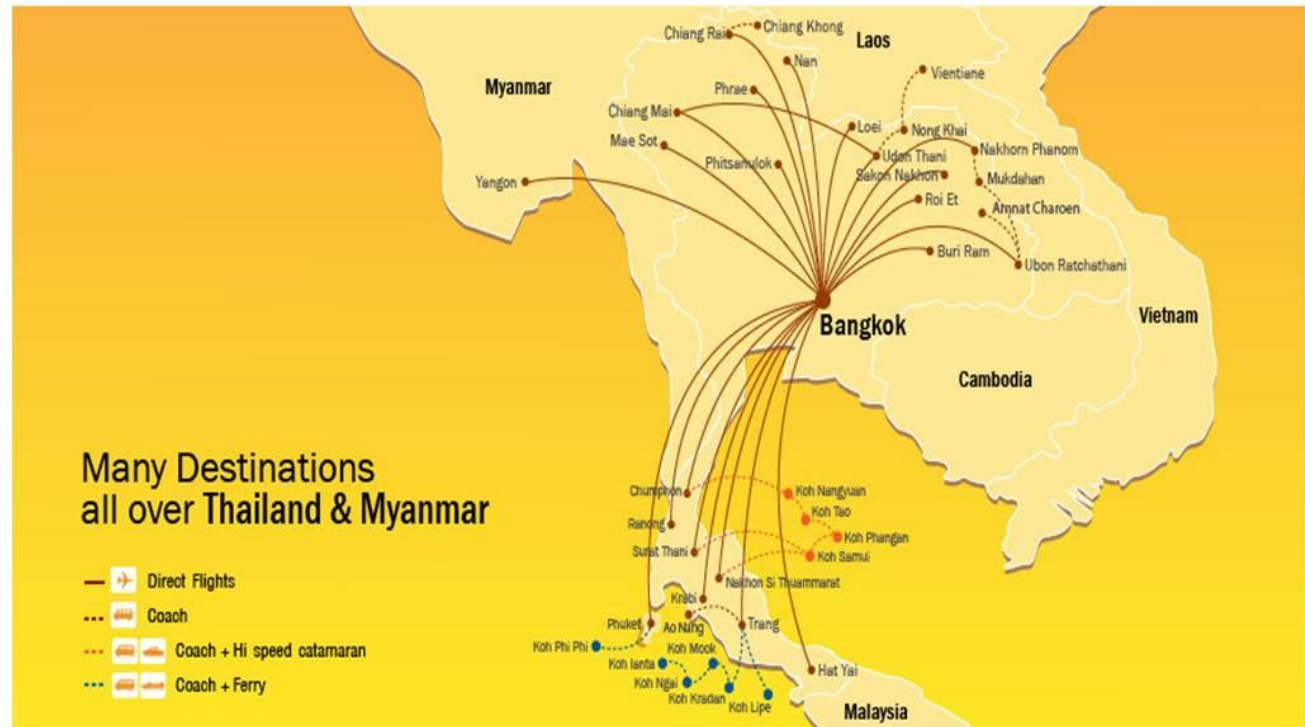 Chiang Rai
Chiang Khong
Laos
Nan
Myanmar
Vientiane
Phrae
Chiang Mai
Loei
Nong Khai
Mae Sot
Nakhorn Phanom
Phitsanulok
Udon Thani
Sakon Nakhon
Mukdahan
Yangon
Roi Et
Amnat Charoen
Buri Ram
Ubon Ratchathani
Bangkok
Vietnam
Cambodia
Many Destinations
all over Thailand & Myanmar
Direct Flights
Coach
Coach + Hi speed catamaran
Coach + Ferry
Chumphon
Koh Nangyuan
Koh Tao
Ranong
Koh Phangan
Surat Thani
Koh Samui
Nakhon Si Thuammarat
Krabi
Phuket
Ao Nang
Trang
Koh Phi Phi
Koh Mook
Koh lanta
Koh Ngai
Koh Kradan
Koh Lipe
Hat Yai
Malaysia